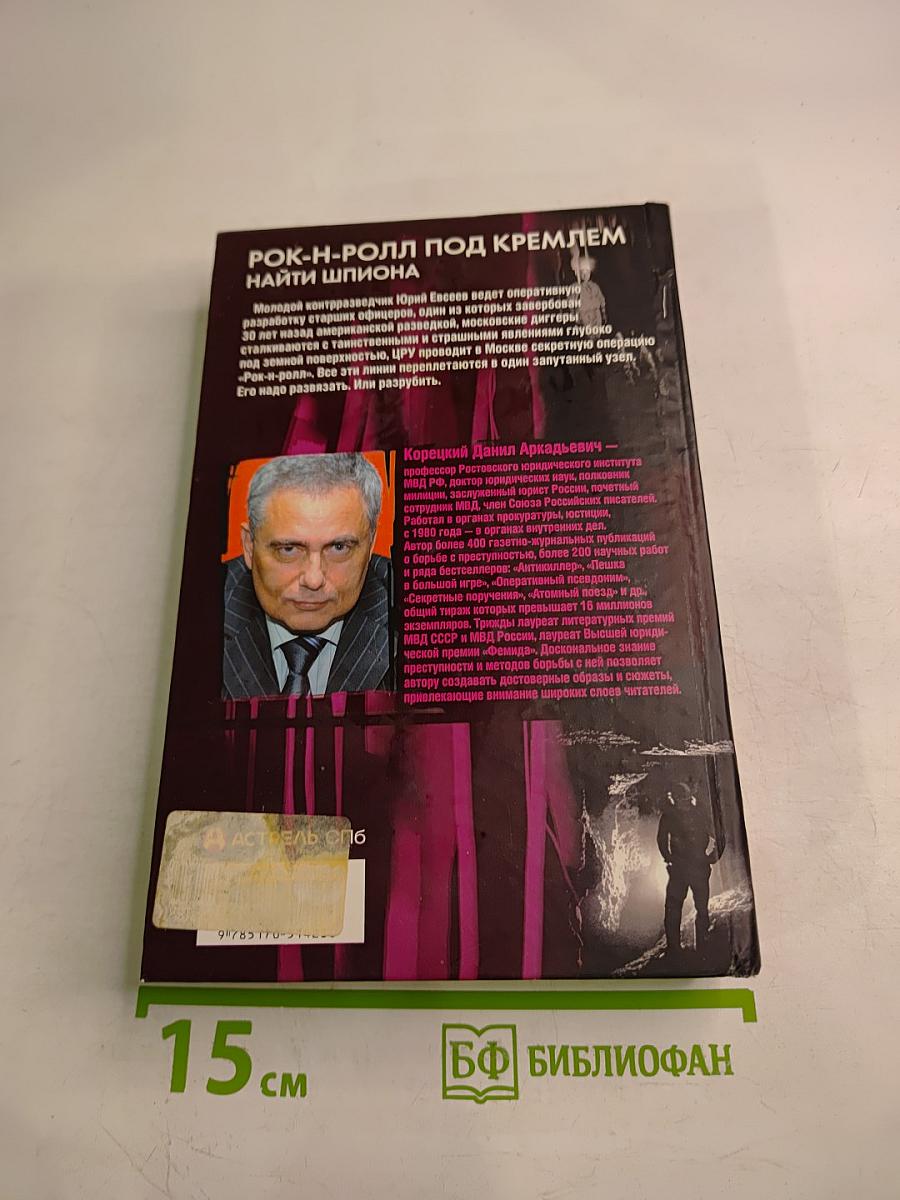 РОК-Н-РОЛЛ ПОД КРЕМЛЕМ
НАЙТИ ШПИОНА
Молодой контрразведчик Юрий Евсеев ведет оперативную
разработку старших офицеров, один из которых завербован
30 лет назад американской разведкой, московские диггеры
сталкиваются с таинственными и страшными явлениями глубоко
под земной поверхностью, ЦРУ проводит в Москве секретную операцию
«Рок-н-ролл». Все эти линии переплетаются в один запутанный узел.
Его надо развязать. Или разрубить.
Корецкий Данил Аркадьевич —
профессор Ростовского юридического института
МВД РФ, доктор юридических наук, полковник
милиции, заслуженный юрист России, почетный
сотрудник МВД, член Союза Российских писателей.
Работал в органах прокуратуры, юстиции,
с 1980 года — в органах внутренних дел.
Автор более 400 газетно-журнальных публикаций
о борьбе с преступностью, более 200 научных работ
и ряда бестселлеров: «Антикиллер», «Пешка
в большой игре», «Оперативный псевдоним»,
«Секретные поручения», «Атомный поезд» и др.,
общий тираж которых превышает 16 миллионов
экземпляров. Трижды лауреат литературных премий
МВД СССР и МВД России, лауреат Высшей юриди-
ческой премии «Фемида». Доскональное знание
преступности и методов борьбы с ней позволяет
автору создавать достоверные образы и сюжеты,
привлекающие внимание широких слоев читателей.
АСТРЕЛЬ СПб
15 см
БФ БИБЛИОФАН